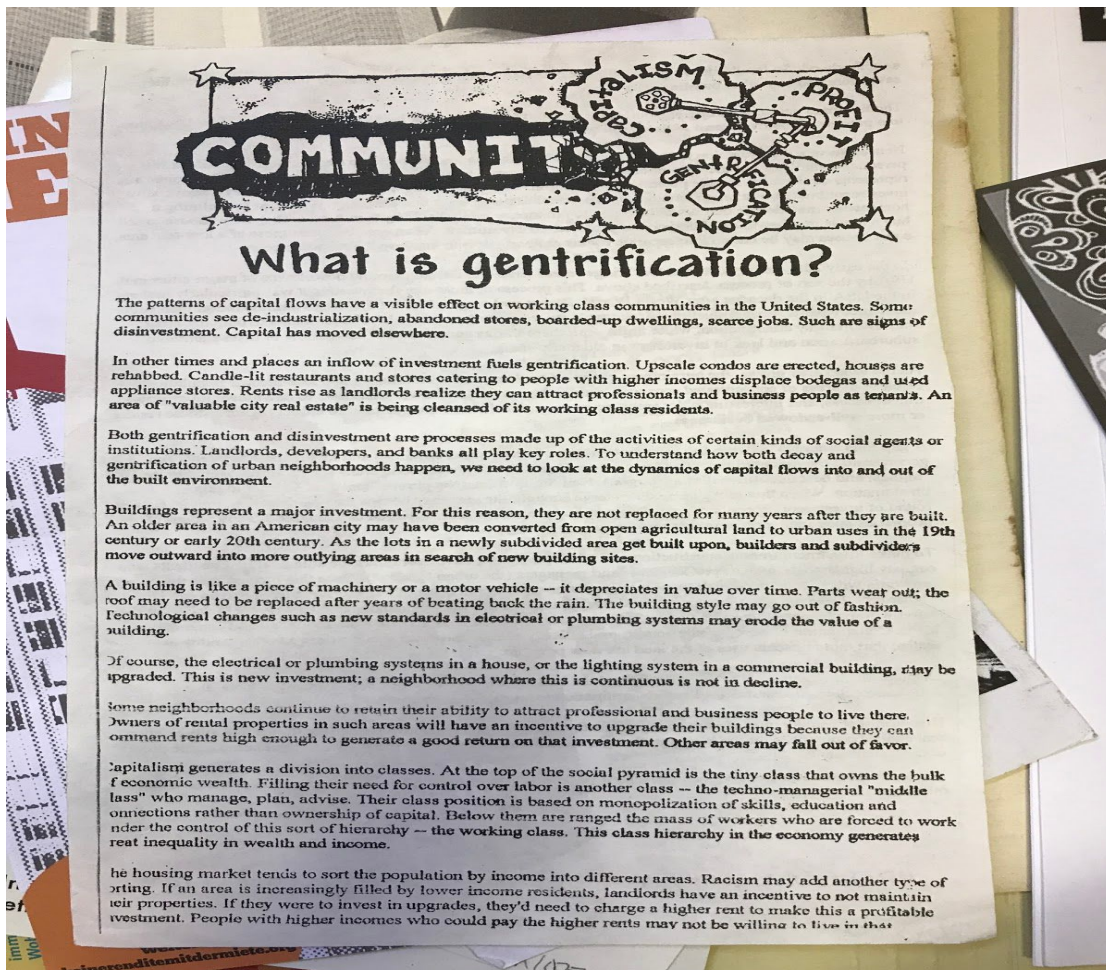 COMMUNIT
CAPITALISM
PROFIT
GENTRIFICATION
What is gentrification?
The patterns of capital flows have a visible effect on working class communities in the United States. Some
communities see de-industrialization, abandoned stores, boarded-up dwellings, scarce jobs. Such are signs of
disinvestment. Capital has moved elsewhere.
In other times and places an inflow of investment fuels gentrification. Upscale condos are erected, houses are
rehabbed. Candle-lit restaurants and stores catering to people with higher incomes displace bodegas and used
appliance stores. Rents rise as landlords realize they can attract professionals and business people as tenants. An
area of "valuable city real estate" is being cleansed of its working class residents.
Both gentrification and disinvestment are processes made up of the activities of certain kinds of social agents or
institutions. Landlords, developers, and banks all play key roles. To understand how both decay and
gentrification of urban neighborhoods happen, we need to look at the dynamics of capital flows into and out of
the built environment.
Buildings represent a major investment. For this reason, they are not replaced for many years after they are built.
An older area in an American city may have been converted from open agricultural land to urban uses in the 19th
century or early 20th century. As the lots in a newly subdivided area get built upon, builders and subdividers
move outward into more outlying areas in search of new building sites.
A building is like a piece of machinery or a motor vehicle -- it depreciates in value over time. Parts wear out; the
roof may need to be replaced after years of beating back the rain. The building style may go out of fashion.
Technological changes such as new standards in electrical or plumbing systems may erode the value of a
building.
Of course, the electrical or plumbing systems in a house, or the lighting system in a commercial building, may be
upgraded. This is new investment; a neighborhood where this is continuous is not in decline.
Some neighborhoods continue to retain their ability to attract professional and business people to live there.
Owners of rental properties in such areas will have an incentive to upgrade their buildings because they can
ommand rents high enough to generate a good return on that investment. Other areas may fall out of favor.
Capitalism generates a division into classes. At the top of the social pyramid is the tiny class that owns the bulk
f economic wealth. Filling their need for control over labor is another class -- the techno-managerial "middle
lass" who manage, plan, advise. Their class position is based on monopolization of skills, education and
onnections rather than ownership of capital. Below them are ranged the mass of workers who are forced to work
nder the control of this sort of hierarchy -- the working class. This class hierarchy in the economy generates
reat inequality in wealth and income.
he housing market tends to sort the population by income into different areas. Racism may add another type of
orting. If an area is increasingly filled by lower income residents, landlords have an incentive to not maintain
eir properties. If they were to invest in upgrades, they'd need to charge a higher rent to make this a profitable
nvestment. People with higher incomes who could pay the higher rents may not be willing to live in that
IN
E